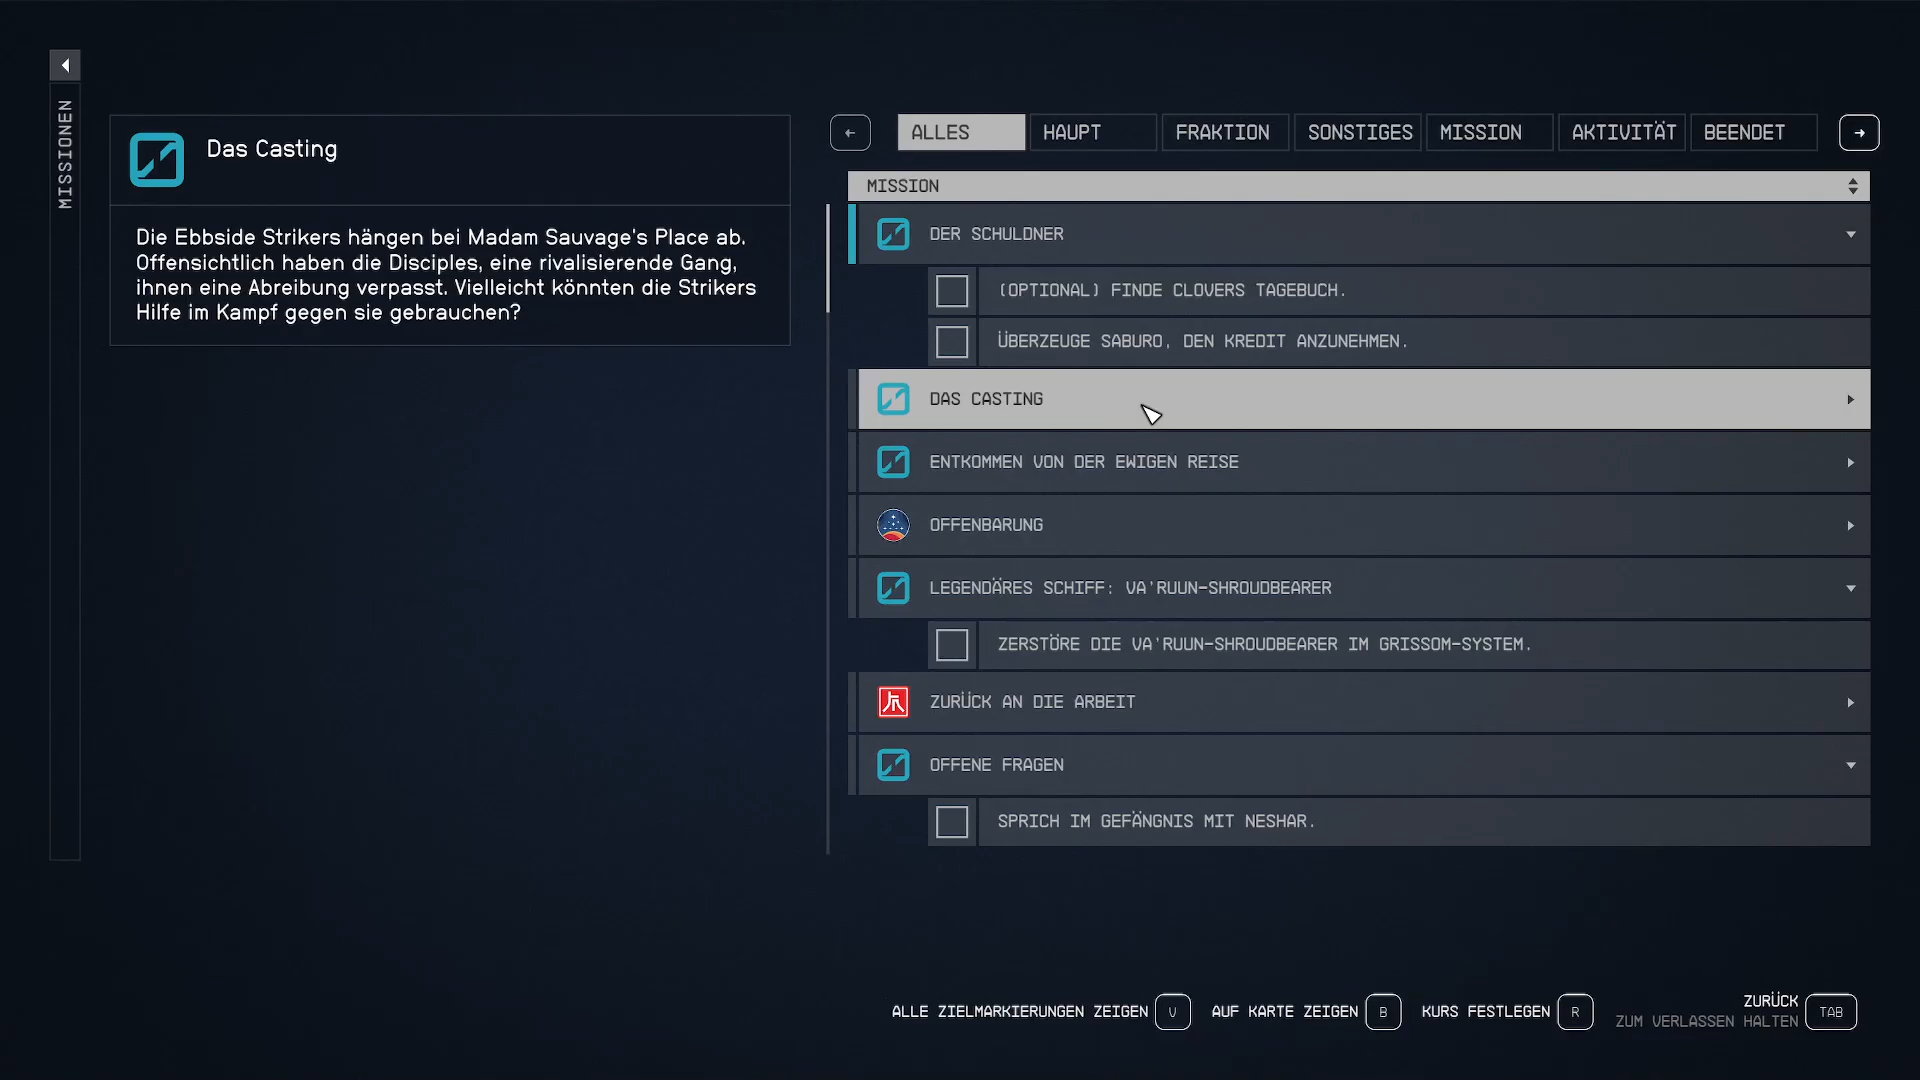 MISSIONEN
Das Casting
Die Ebbside Strikers hängen bei Madam Sauvage's Place ab.
Offensichtlich haben die Disciples, eine rivalisierende Gang,
ihnen eine Abreibung verpasst. Vielleicht könnten die Strikers
Hilfe im Kampf gegen sie gebrauchen?
ALLES HAUPT FRAKTION SONSTIGES MISSION AKTIVITÄT BEENDET
MISSION
DER SCHULDNER
(OPTIONAL) FINDE CLOVERS TAGEBUCH.
ÜBERZEUGE SABURO, DEN KREDIT ANZUNEHMEN.
DAS CASTING
ENTKOMMEN VON DER EWIGEN REISE
OFFENBARUNG
LEGENDÄRES SCHIFF: VA'RUUN-SHROUDBEARER
ZERSTÖRE DIE VA'RUUN-SHROUDBEARER IM GRISSOM-SYSTEM.
ZURÜCK AN DIE ARBEIT
OFFENE FRAGEN
SPRICH IM GEFÄNGNIS MIT NESHAR.
ALLE ZIELMARKIERUNGEN ZEIGEN V AUF KARTE ZEIGEN B KURS FESTLEGEN R ZURÜCK
ZUM VERLASSEN HALTEN TAB